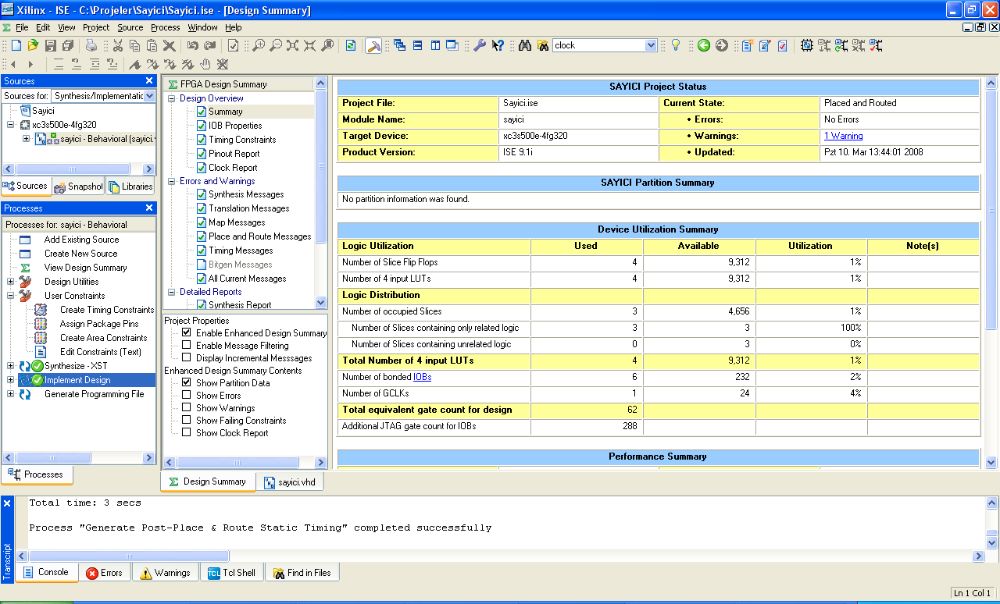 Xilinx - ISE - C:\Projeler\Sayici\Sayici.ise - [Design Summary]
File Edit View Project Source Process Window Help
clock
Sources
Sources for: Synthesis/Implementatic
Sayici
xc3s500e-4fg320
sayici - Behavioral (sayici.v
Sources Snapshot Libraries
Processes
Processes for: sayici - Behavioral
Add Existing Source
Create New Source
View Design Summary
Design Utilities
User Constraints
Create Timing Constraints
Assign Package Pins
Create Area Constraints
Edit Constraints (Text)
Synthesize - XST
Implement Design
Generate Programming File
Processes
FPGA Design Summary
Design Overview
Summary
IOB Properties
Timing Constraints
Pinout Report
Clock Report
Errors and Warnings
Synthesis Messages
Translation Messages
Map Messages
Place and Route Messages
Timing Messages
Bitgen Messages
All Current Messages
Detailed Reports
Synthesis Report
Project Properties
Enable Enhanced Design Summary
Enable Message Filtering
Display Incremental Messsages
Enhanced Design Summary Contents
Show Partition Data
Show Errors
Show Warnings
Show Failing Constraints
Show Clock Report
Design Summary sayici.vhd
SAYICI Project Status
Project File: Sayici.ise Current State: Placed and Routed
Module Name: sayici • Errors: No Errors
Target Device: xc3s500e-4fg320 • Warnings: 1 Warning
Product Version: ISE 9.1i • Updated: Pzt 10. Mar 13:44:01 2008
SAYICI Partition Summary
No partition information was found.
Device Utilization Summary
Logic Utilization Used Available Utilization Note(s)
Number of Slice Flip Flops 4 9,312 1%
Number of 4 input LUTs 4 9,312 1%
Logic Distribution
Number of occupied Slices 3 4,656 1%
Number of Slices containing only related logic 3 3 100%
Number of Slices containing unrelated logic 0 3 0%
Total Number of 4 input LUTs 4 9,312 1%
Number of bonded IOBs 6 232 2%
Number of GCLKs 1 24 4%
Total equivalent gate count for design 62
Additional JTAG gate count for IOBs 288
Performance Summary
Total time: 3 secs
Process "Generate Post-Place & Route Static Timing" completed successfully
Transcript
Console Errors Warnings TCL Tcl Shell Find in Files
Ln 1 Col 1